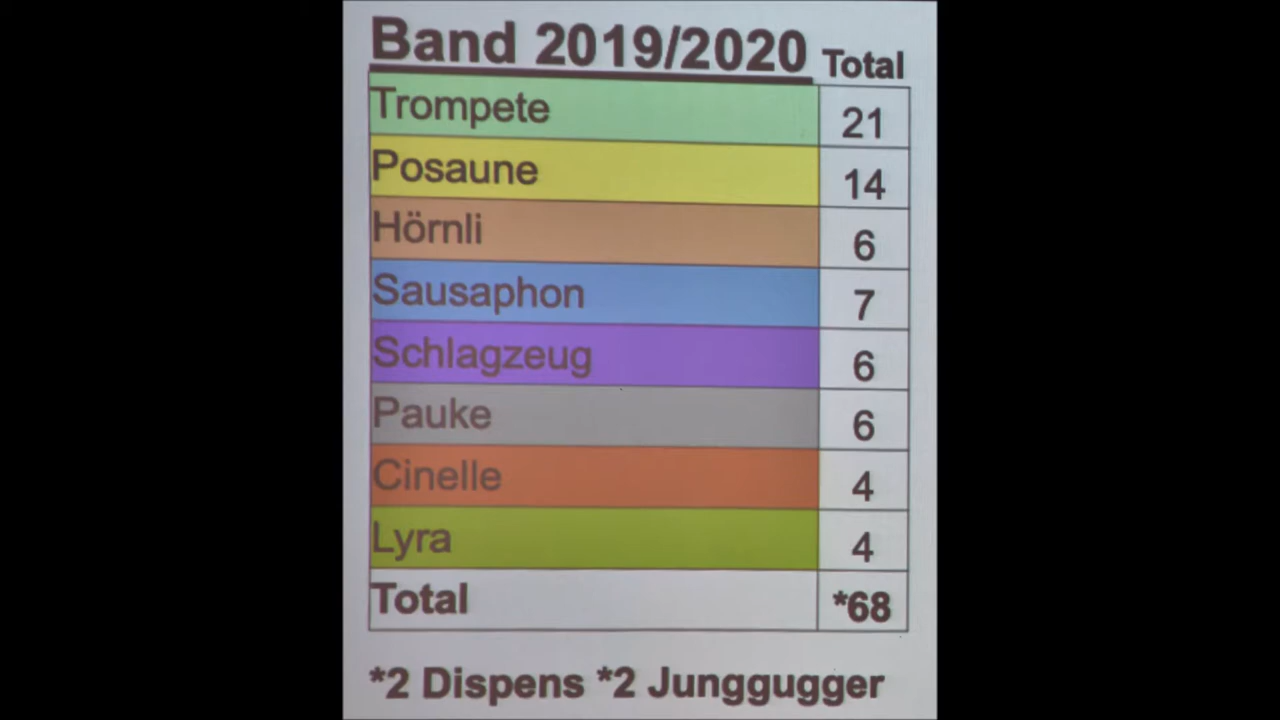 Band 2019/2020 Total
Trompete 21
Posaune 14
Hörnli 6
Sausaphon 7
Schlagzeug 6
Pauke 6
Cinelle 4
Lyra 4
Total *68
*2 Dispens *2 Junggugger